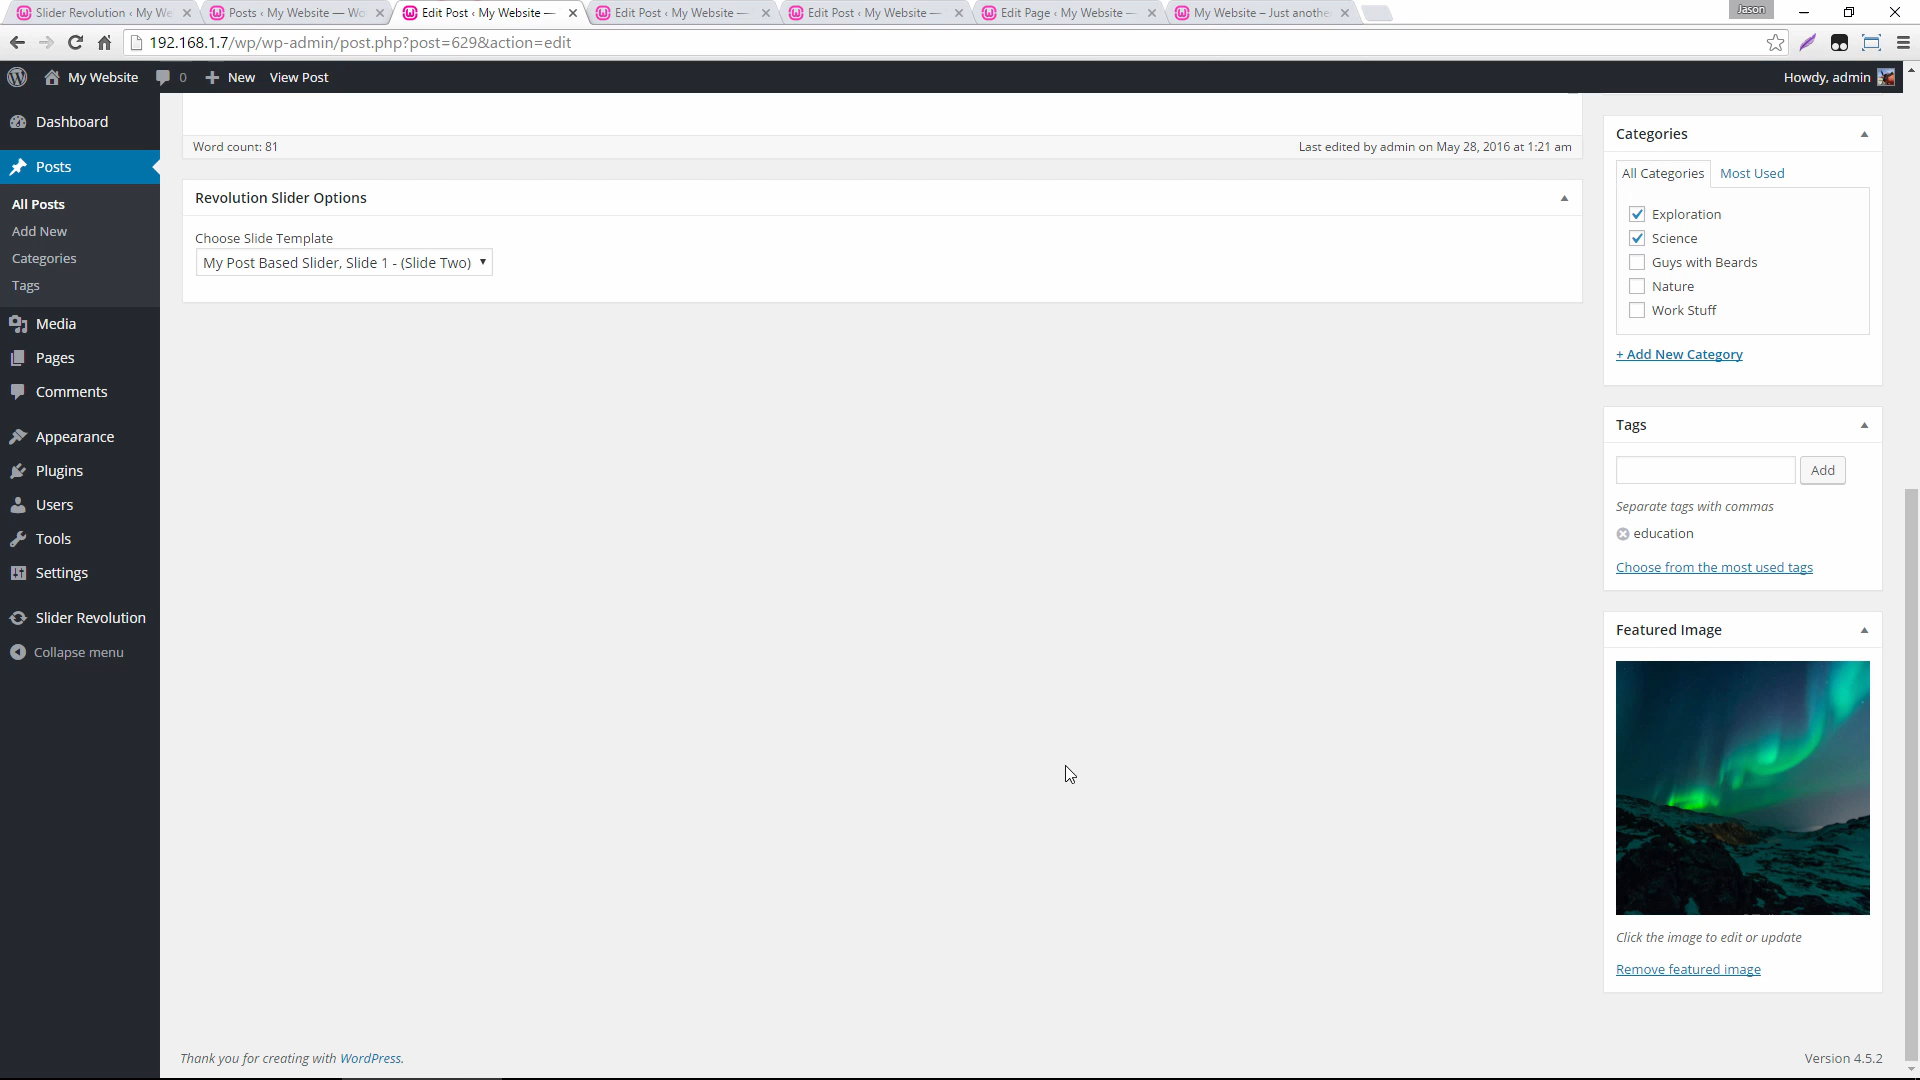 Slider Revolution ‹ My We
Posts ‹ My Website — Wo
Edit Post ‹ My Website —
Edit Post ‹ My Website —
Edit Post ‹ My Website —
Edit Page ‹ My Website —
My Website – Just anothe
Jason
192.168.1.7/wp/wp-admin/post.php?post=629&action=edit
My Website
0
New
View Post
Howdy, admin
Dashboard
Posts
All Posts
Add New
Categories
Tags
Media
Pages
Comments
Appearance
Plugins
Users
Tools
Settings
Slider Revolution
Collapse menu
Word count: 81
Last edited by admin on May 28, 2016 at 1:21 am
Revolution Slider Options
Choose Slide Template
My Post Based Slider, Slide 1 - (Slide Two)
Categories
All Categories
Most Used
Exploration
Science
Guys with Beards
Nature
Work Stuff
+ Add New Category
Tags
Add
Separate tags with commas
education
Choose from the most used tags
Featured Image
Click the image to edit or update
Remove featured image
Thank you for creating with WordPress.
Version 4.5.2